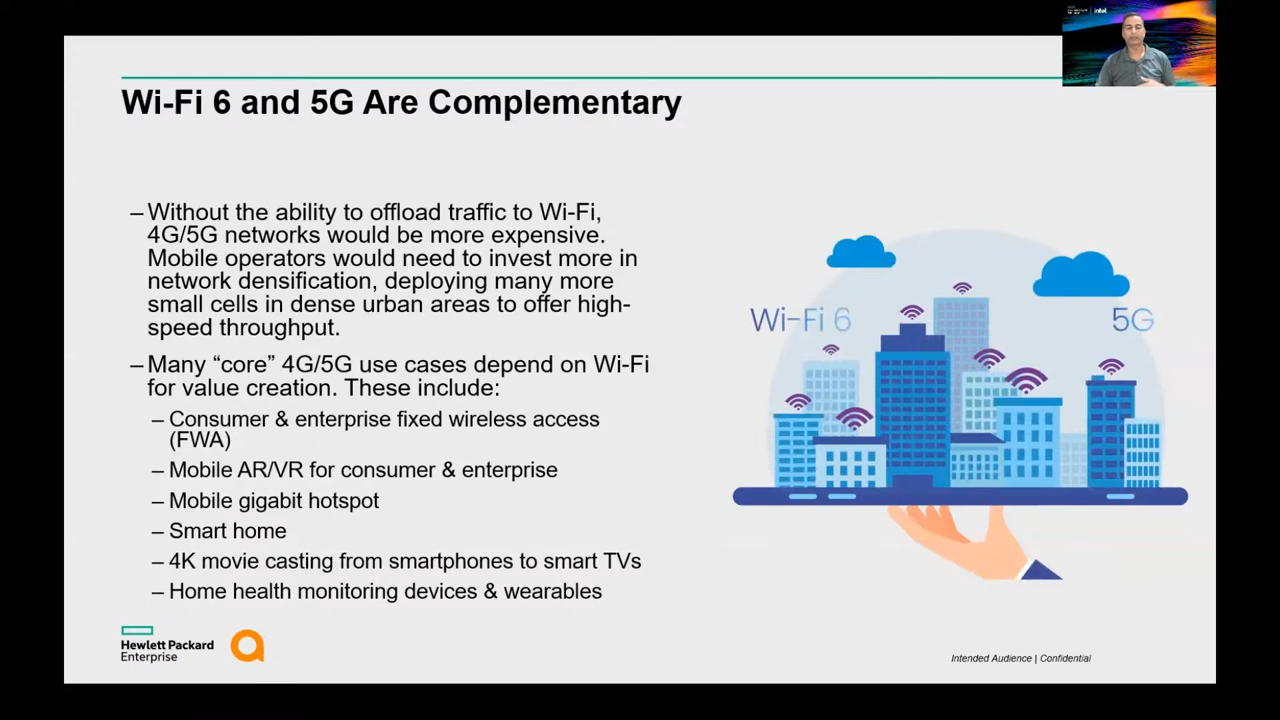 intel
Wi-Fi 6 and 5G Are Complementary
–Without the ability to offload traffic to Wi-Fi,
4G/5G networks would be more expensive.
Mobile operators would need to invest more in
network densification, deploying many more
small cells in dense urban areas to offer high-
speed throughput.
–Many “core” 4G/5G use cases depend on Wi-Fi
for value creation. These include:
– Consumer & enterprise fixed wireless access
(FWA)
– Mobile AR/VR for consumer & enterprise
– Mobile gigabit hotspot
– Smart home
– 4K movie casting from smartphones to smart TVs
– Home health monitoring devices & wearables
Wi-Fi 6
5G
Hewlett Packard
Enterprise
Intended Audience | Confidential